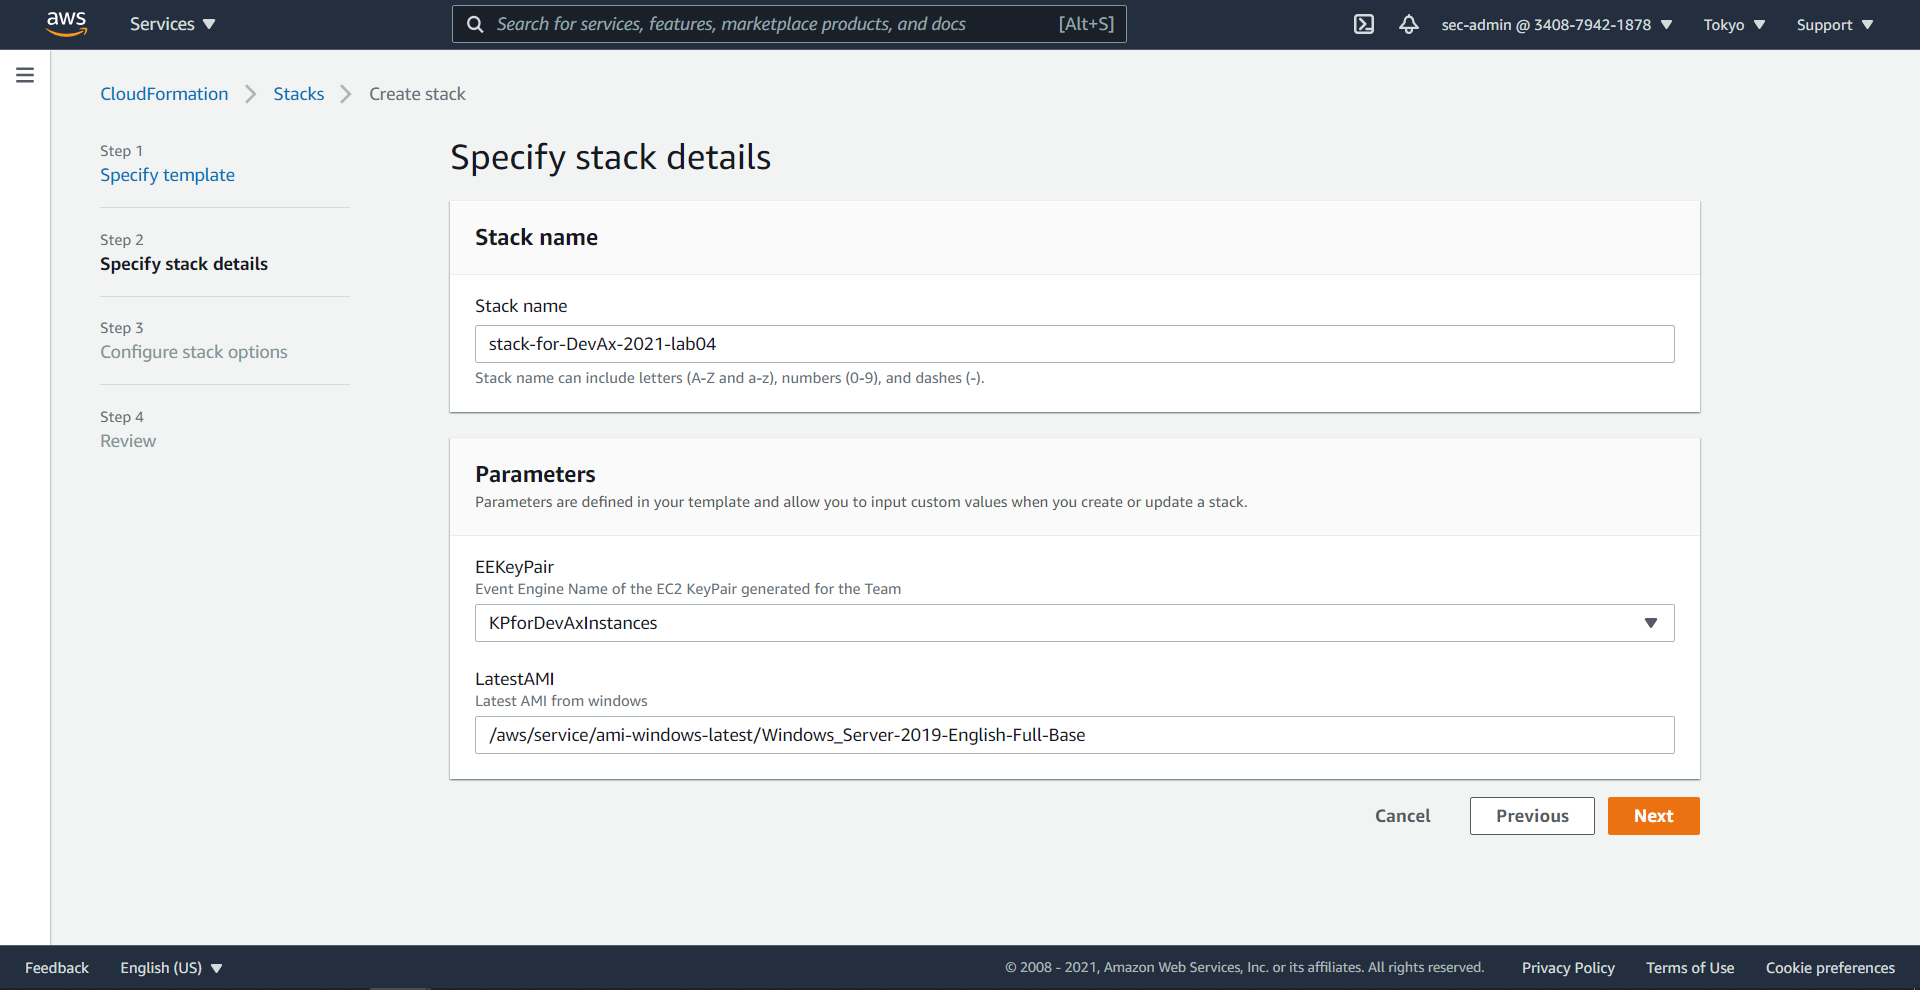 aws
Services
Search for services, features, marketplace products, and docs [Alt+S]
sec-admin @ 3408-7942-1878
Tokyo
Support
CloudFormation
Stacks
Create stack
Step 1
Specify template
Step 2
Specify stack details
Step 3
Configure stack options
Step 4
Review
Specify stack details
Stack name
Stack name
stack-for-DevAx-2021-lab04
Stack name can include letters (A-Z and a-z), numbers (0-9), and dashes (-).
Parameters
Parameters are defined in your template and allow you to input custom values when you create or update a stack.
EEKeyPair
Event Engine Name of the EC2 KeyPair generated for the Team
KPforDevAxInstances
LatestAMI
Latest AMI from windows
/aws/service/ami-windows-latest/Windows_Server-2019-English-Full-Base
Cancel
Previous
Next
Feedback
English (US)
© 2008 - 2021, Amazon Web Services, Inc. or its affiliates. All rights reserved.
Privacy Policy
Terms of Use
Cookie preferences